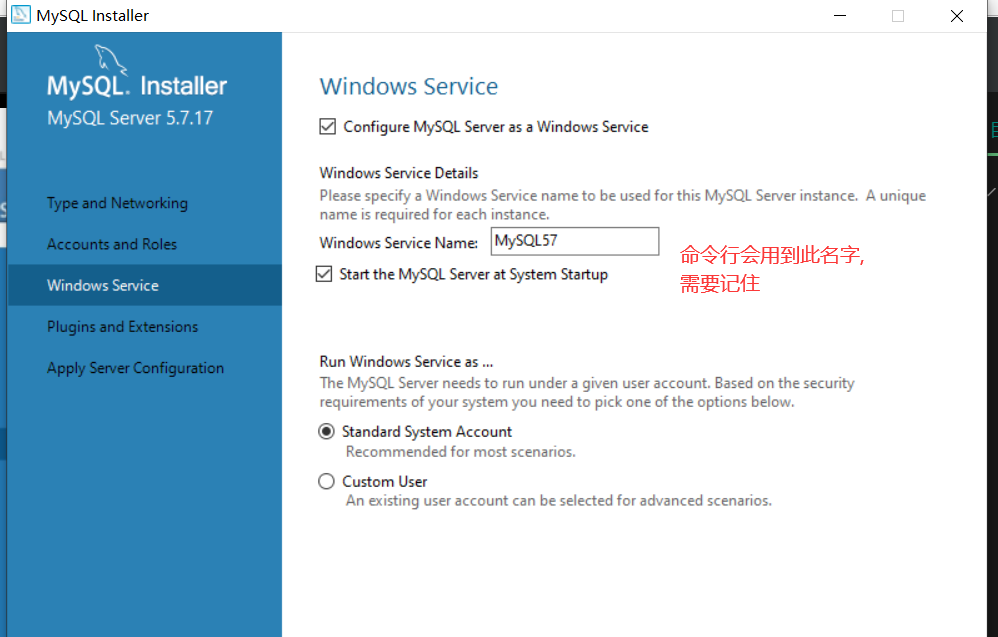 MySQL Installer
MySQL. Installer
MySQL Server 5.7.17
Type and Networking
Accounts and Roles
Windows Service
Plugins and Extensions
Apply Server Configuration
Windows Service
Configure MySQL Server as a Windows Service
Windows Service Details
Please specify a Windows Service name to be used for this MySQL Server instance. A unique
name is required for each instance.
Windows Service Name: MySQL57
Start the MySQL Server at System Startup
命令行会用到此名字,
需要记住
Run Windows Service as ...
The MySQL Server needs to run under a given user account. Based on the security
requirements of your system you need to pick one of the options below.
Standard System Account
Recommended for most scenarios.
Custom User
An existing user account can be selected for advanced scenarios.